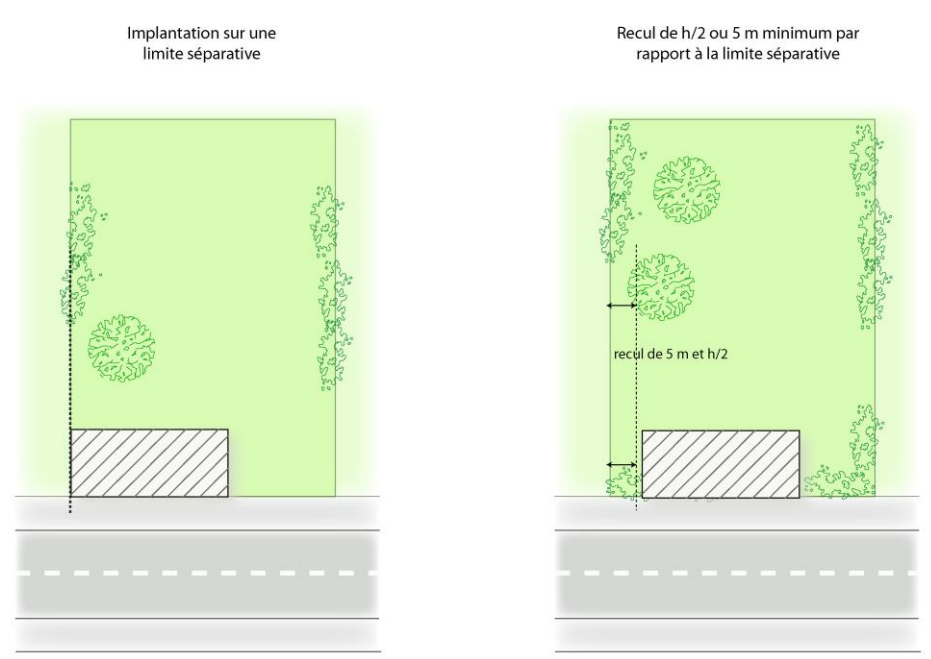 Implantation sur une
limite séparative
Recul de h/2 ou 5 m minimum par
rapport à la limite séparative
recul de 5 m et h/2